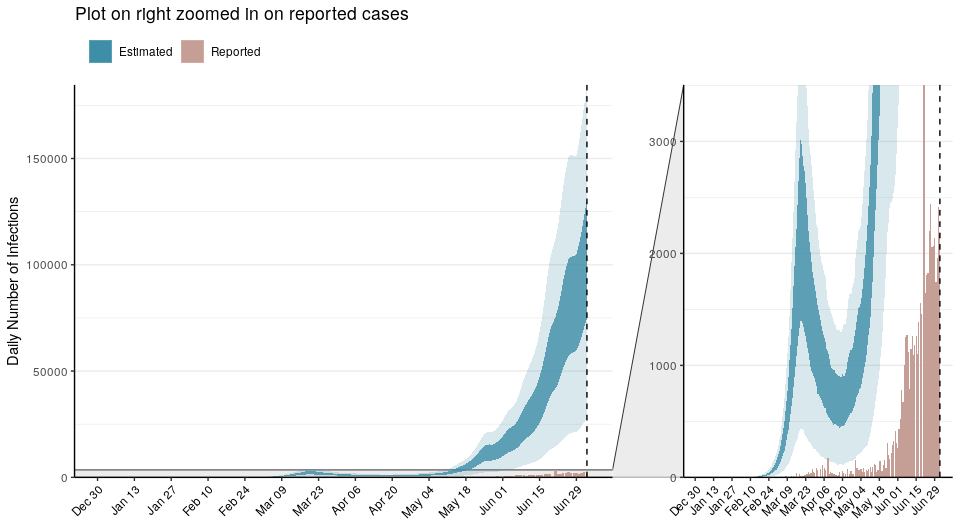 Plot on right zoomed in on reported cases
Estimated Reported
Daily Number of Infections
150000
100000
50000
0
Dec 30 Jan 13 Jan 27 Feb 10 Feb 24 Mar 09 Mar 23 Apr 06 Apr 20 May 04 May 18 Jun 01 Jun 15 Jun 29
3000
2000
1000
0
Dec 30 Jan 13 Jan 27 Feb 10 Feb 24 Mar 09 Mar 23 Apr 06 Apr 20 May 04 May 18 Jun 01 Jun 15 Jun 29